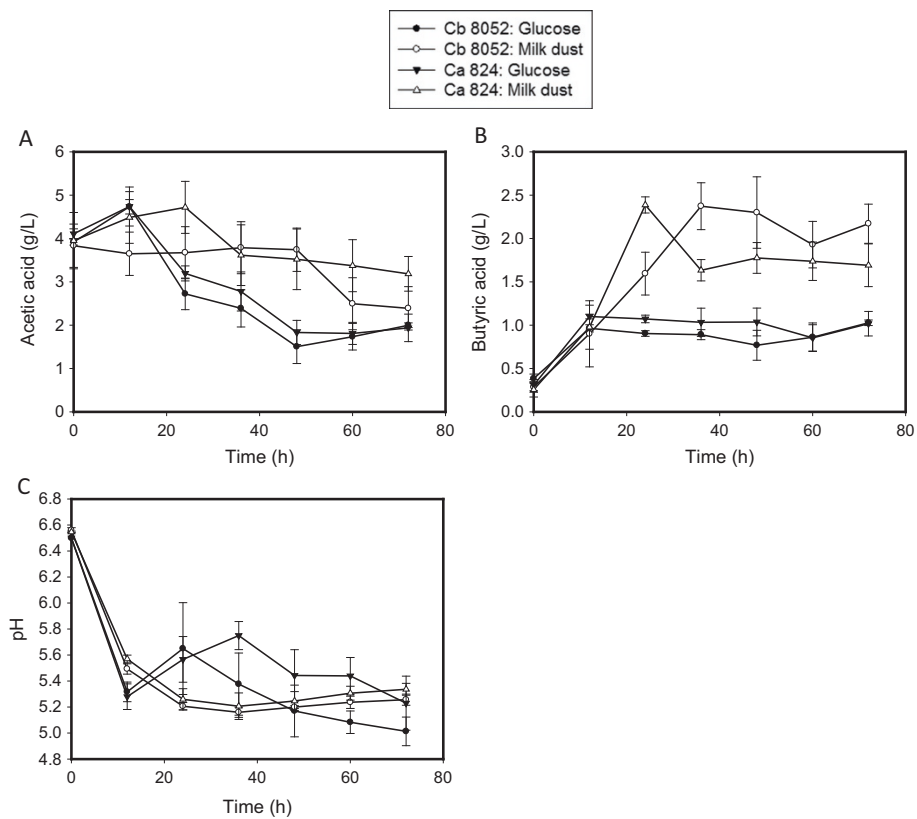 Cb 8052: Glucose
Cb 8052: Milk dust
Ca 824: Glucose
Ca 824: Milk dust
A
6
5
4
3
2
1
0
Acetic acid (g/L)
0 20 40 60 80
Time (h)
B
3.0
2.5
2.0
1.5
1.0
0.5
0.0
Butyric acid (g/L)
0 20 40 60 80
Time (h)
C
6.8
6.6
6.4
6.2
6.0
5.8
5.6
5.4
5.2
5.0
4.8
pH
0 20 40 60 80
Time (h)